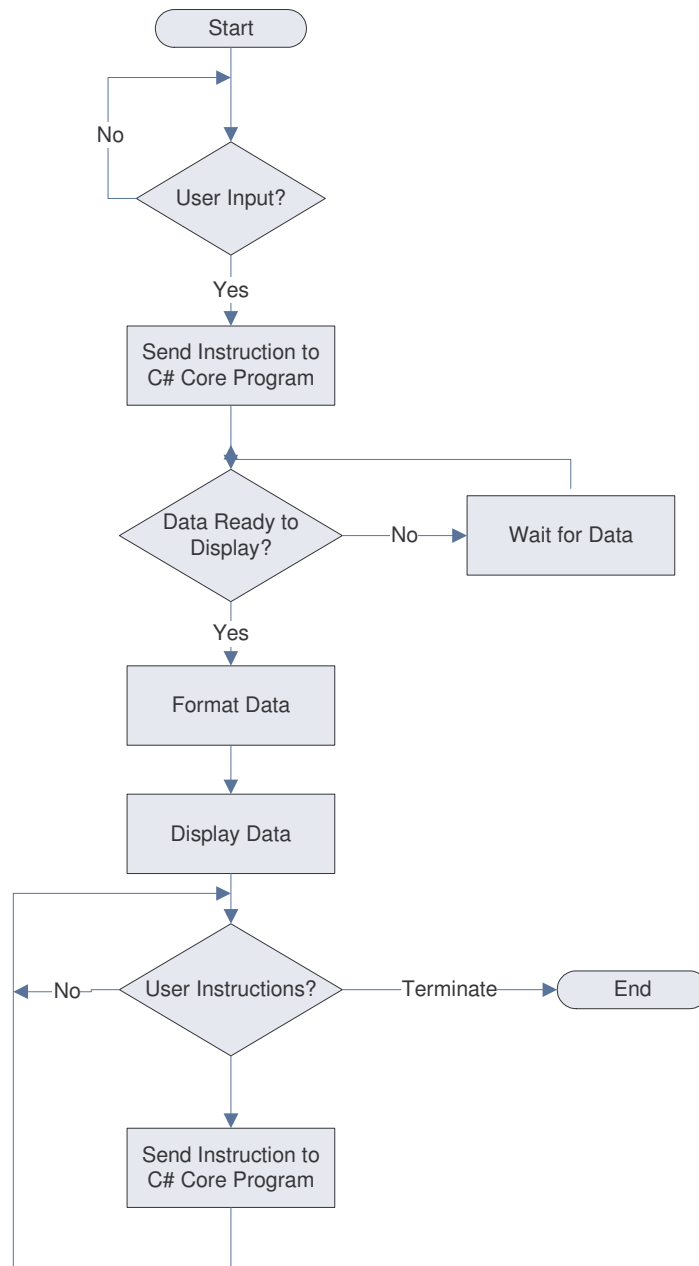 Start
No
User Input?
Yes
Send Instruction to
C# Core Program
Data Ready to
Display?
No
Wait for Data
Yes
Format Data
Display Data
No
User Instructions?
Terminate
End
Send Instruction to
C# Core Program